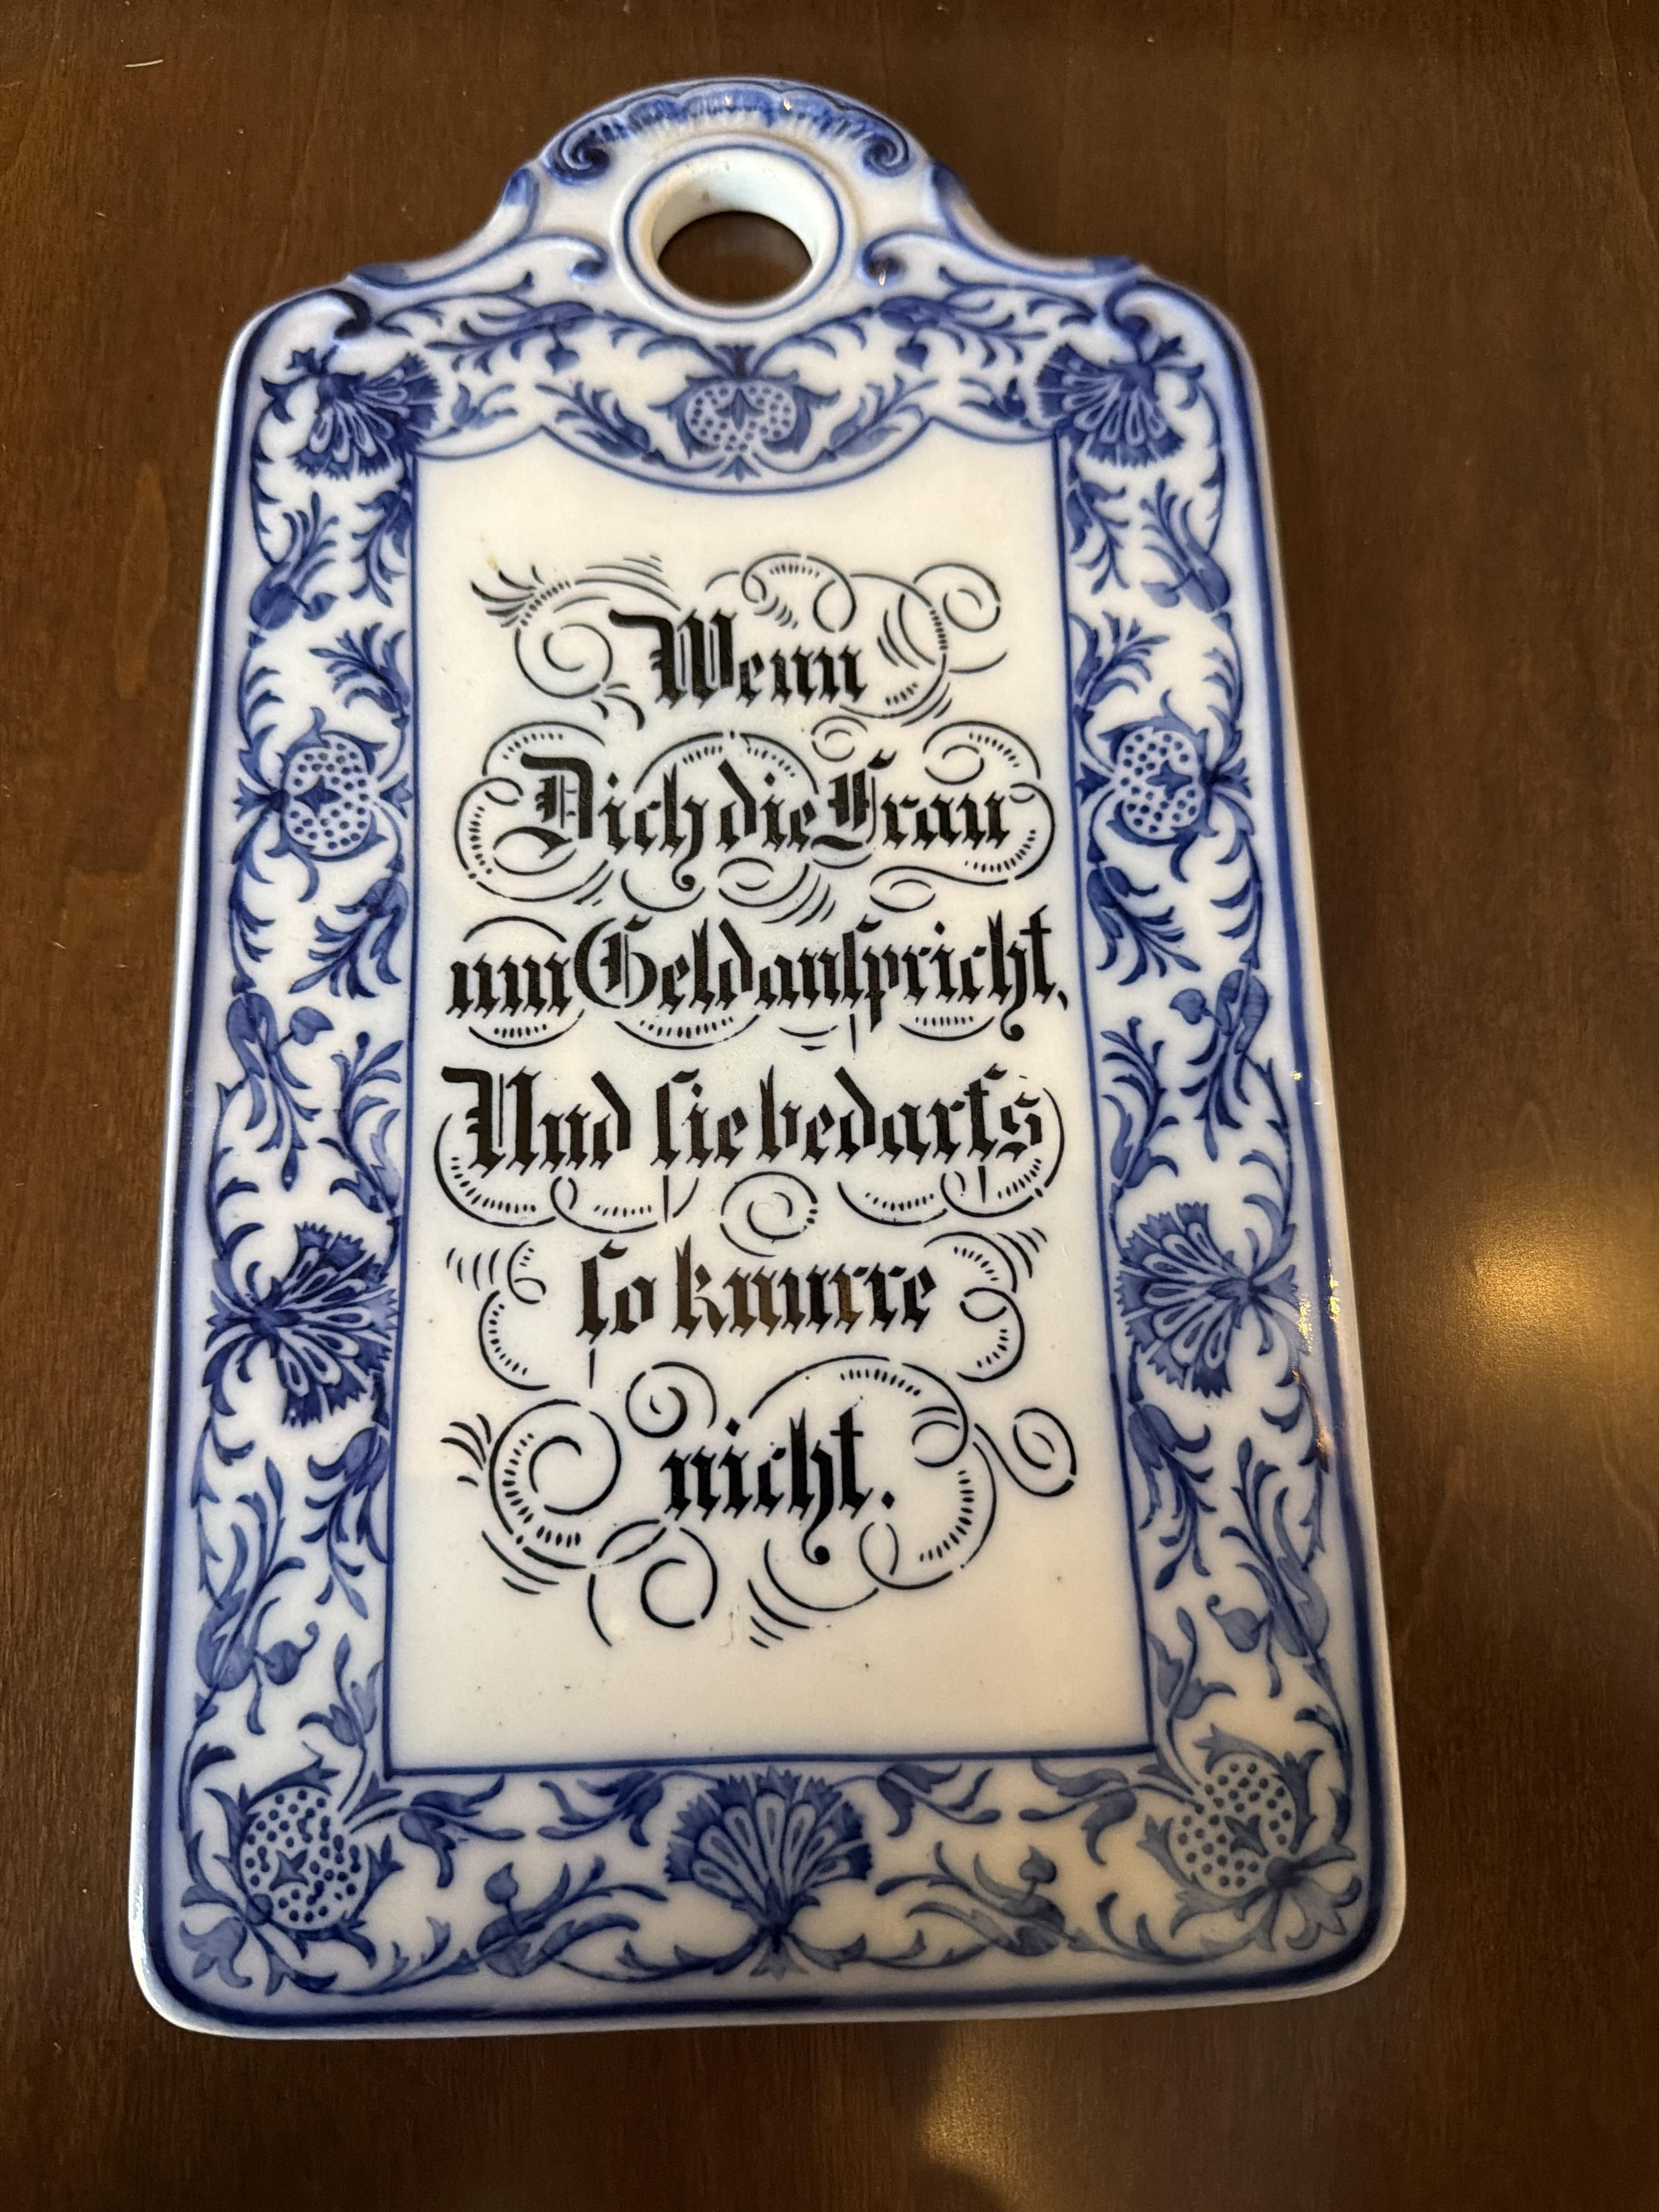 Wenn
Dich die Frau
um Geld anspricht,
Und sie bedarfs
so knurre
nicht.